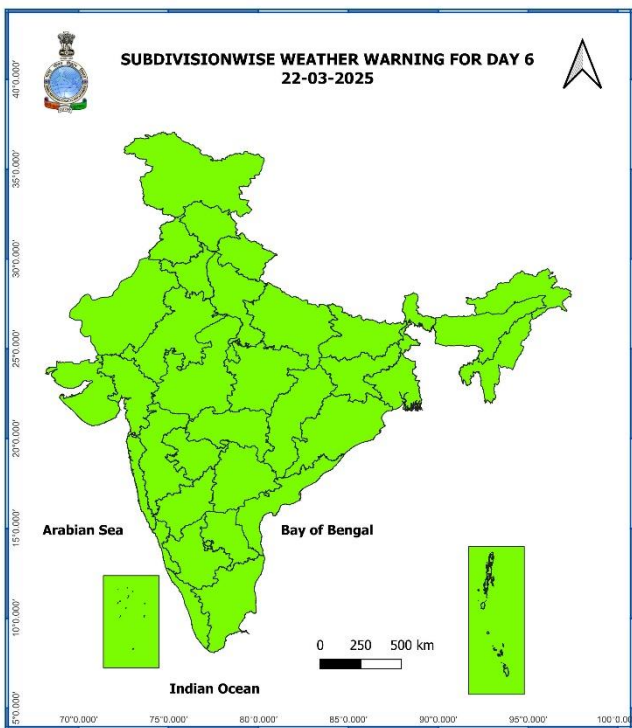 SUBDIVISIONWISE WEATHER WARNING FOR DAY 6
22-03-2025
40°0.000'
35°0.000'
30°0.000'
25°0.000'
20°0.000'
15°0.000'
10°0.000'
5°0.000'
Arabian Sea
Bay of Bengal
0 250 500 km
Indian Ocean
70°0.000' 75°0.000' 80°0.000' 85°0.000' 90°0.000' 95°0.000' 100°0.0